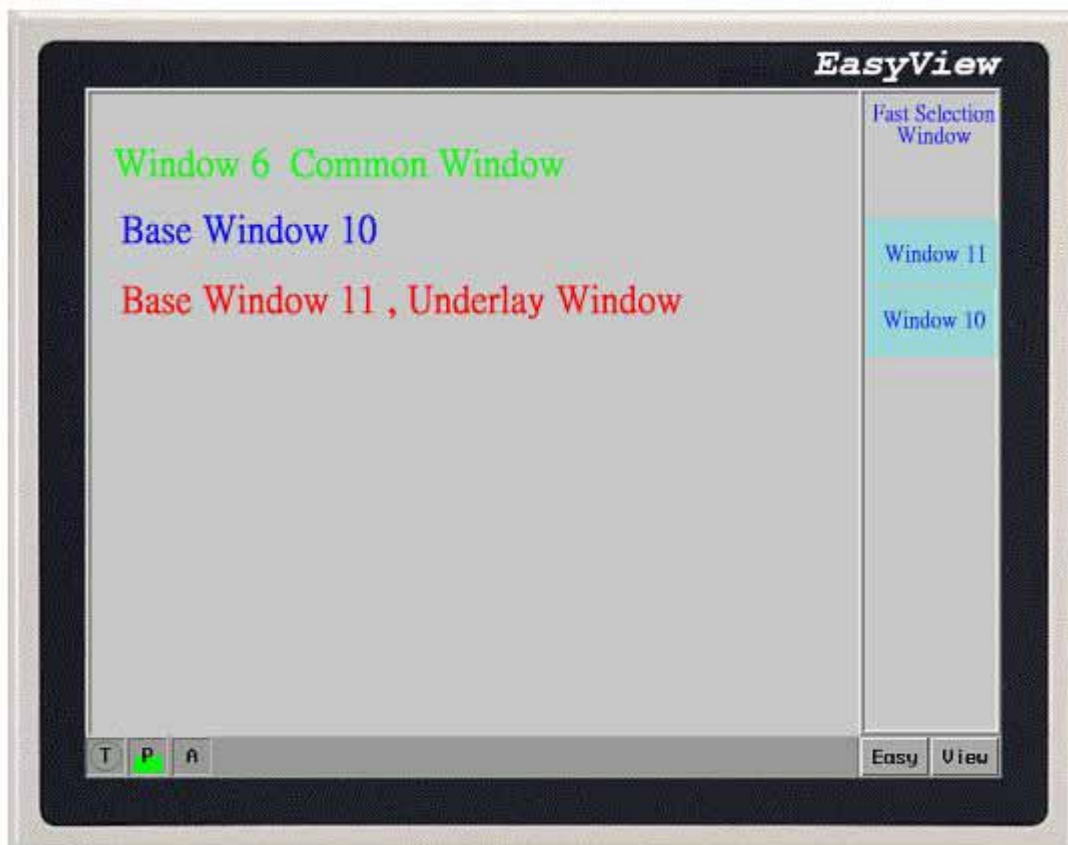 EasyView
Window 6 Common Window
Base Window 10
Base Window 11 , Underlay Window
Fast Selection
Window
Window 11
Window 10
T P A
Easy View